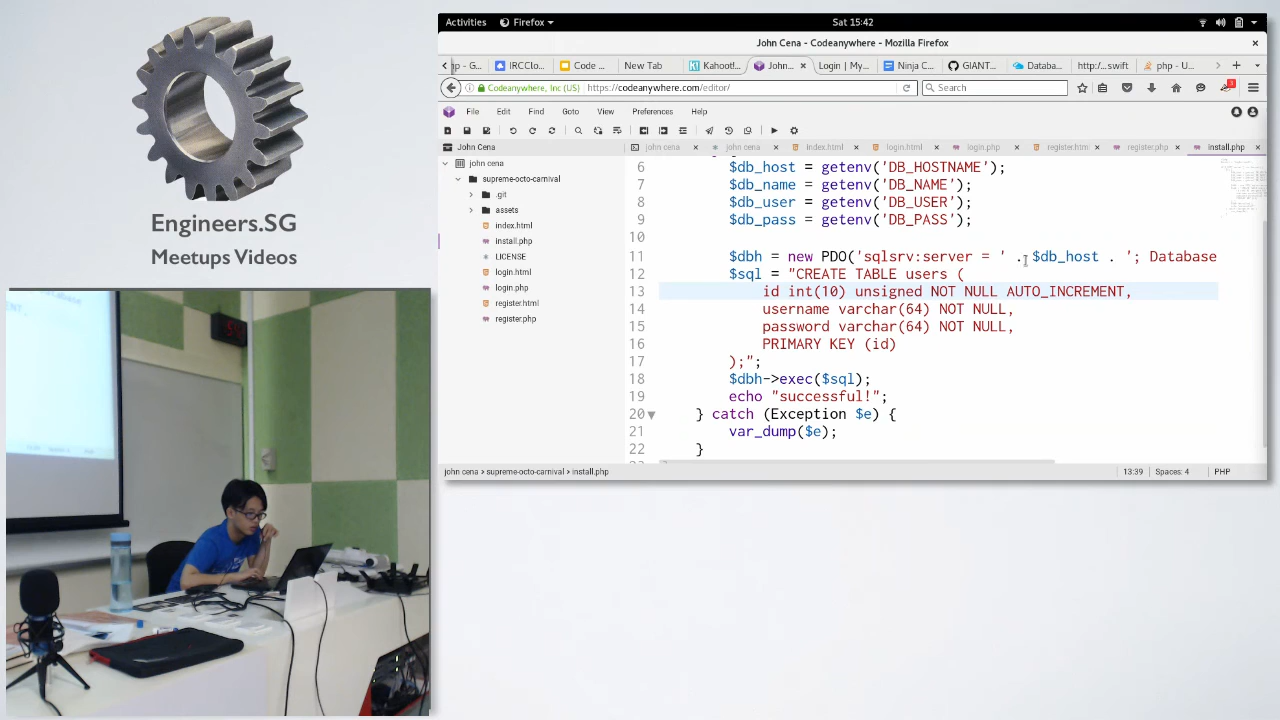 Engineers.SG
Meetups Videos
Activities Firefox Sat 15:42
John Cena - Codeanywhere - Mozilla Firefox
p - G... IRCClo... Code ... New Tab Kahoot!... John... Login | My... Ninja C... GIANT... Databa... http:/...swift php - U...
Codeanywhere, Inc (US) https://codeanywhere.com/editor/ Search
File Edit Find Goto View Preferences Help
John Cena
john cena john cena index.html login.html login.php register.html register.php install.php
john cena
supreme-octo-carnival
.git
assets
index.html
install.php
LICENSE
login.html
login.php
register.html
register.php
6 $db_host = getenv('DB_HOSTNAME');
7 $db_name = getenv('DB_NAME');
8 $db_user = getenv('DB_USER');
9 $db_pass = getenv('DB_PASS');
10
11 $dbh = new PDO('sqlsrv:server = ' . $db_host . '; Database
12 $sql = "CREATE TABLE users (
13 id int(10) unsigned NOT NULL AUTO_INCREMENT,
14 username varchar(64) NOT NULL,
15 password varchar(64) NOT NULL,
16 PRIMARY KEY (id)
17 );";
18 $dbh->exec($sql);
19 echo "successful!";
20 } catch (Exception $e) {
21 var_dump($e);
22 }
john cena > supreme-octo-carnival > install.php 13:39 Spaces: 4 PHP